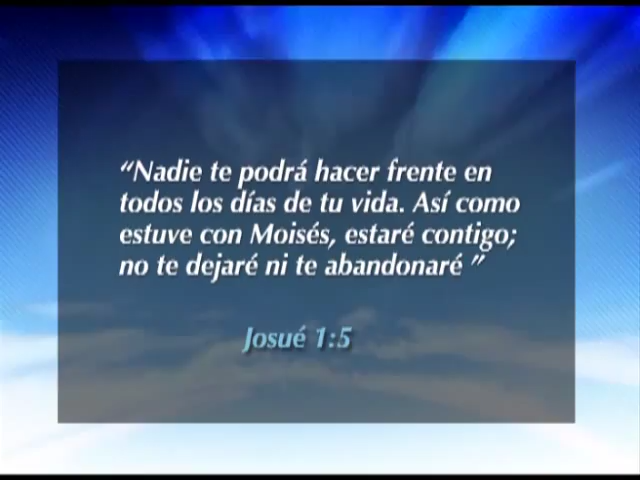 “Nadie te podrá hacer frente en
todos los días de tu vida. Así como
estuve con Moisés, estaré contigo;
no te dejaré ni te abandonaré ”
Josué 1:5